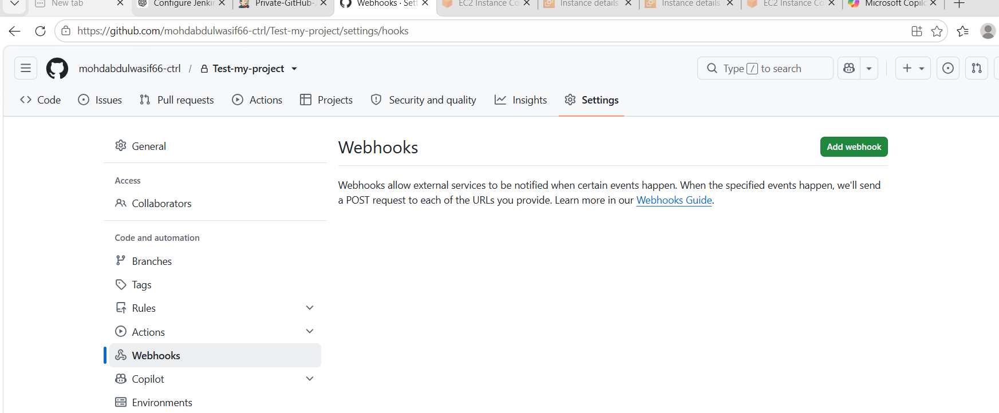 New tab
Configure Jenki
Private-GitHub-
Webhooks · Set
EC2 Instance Co
Instance details
Instance details
EC2 Instance Co
Microsoft Copil
https://github.com/mohdabdulwasif66-ctrl/Test-my-project/settings/hooks
mohdabdulwasif66-ctrl / Test-my-project
Type / to search
Code
Issues
Pull requests
Actions
Projects
Security and quality
Insights
Settings
General
Access
Collaborators
Code and automation
Branches
Tags
Rules
Actions
Webhooks
Copilot
Environments
Webhooks
Add webhook
Webhooks allow external services to be notified when certain events happen. When the specified events happen, we'll send
a POST request to each of the URLs you provide. Learn more in our Webhooks Guide.